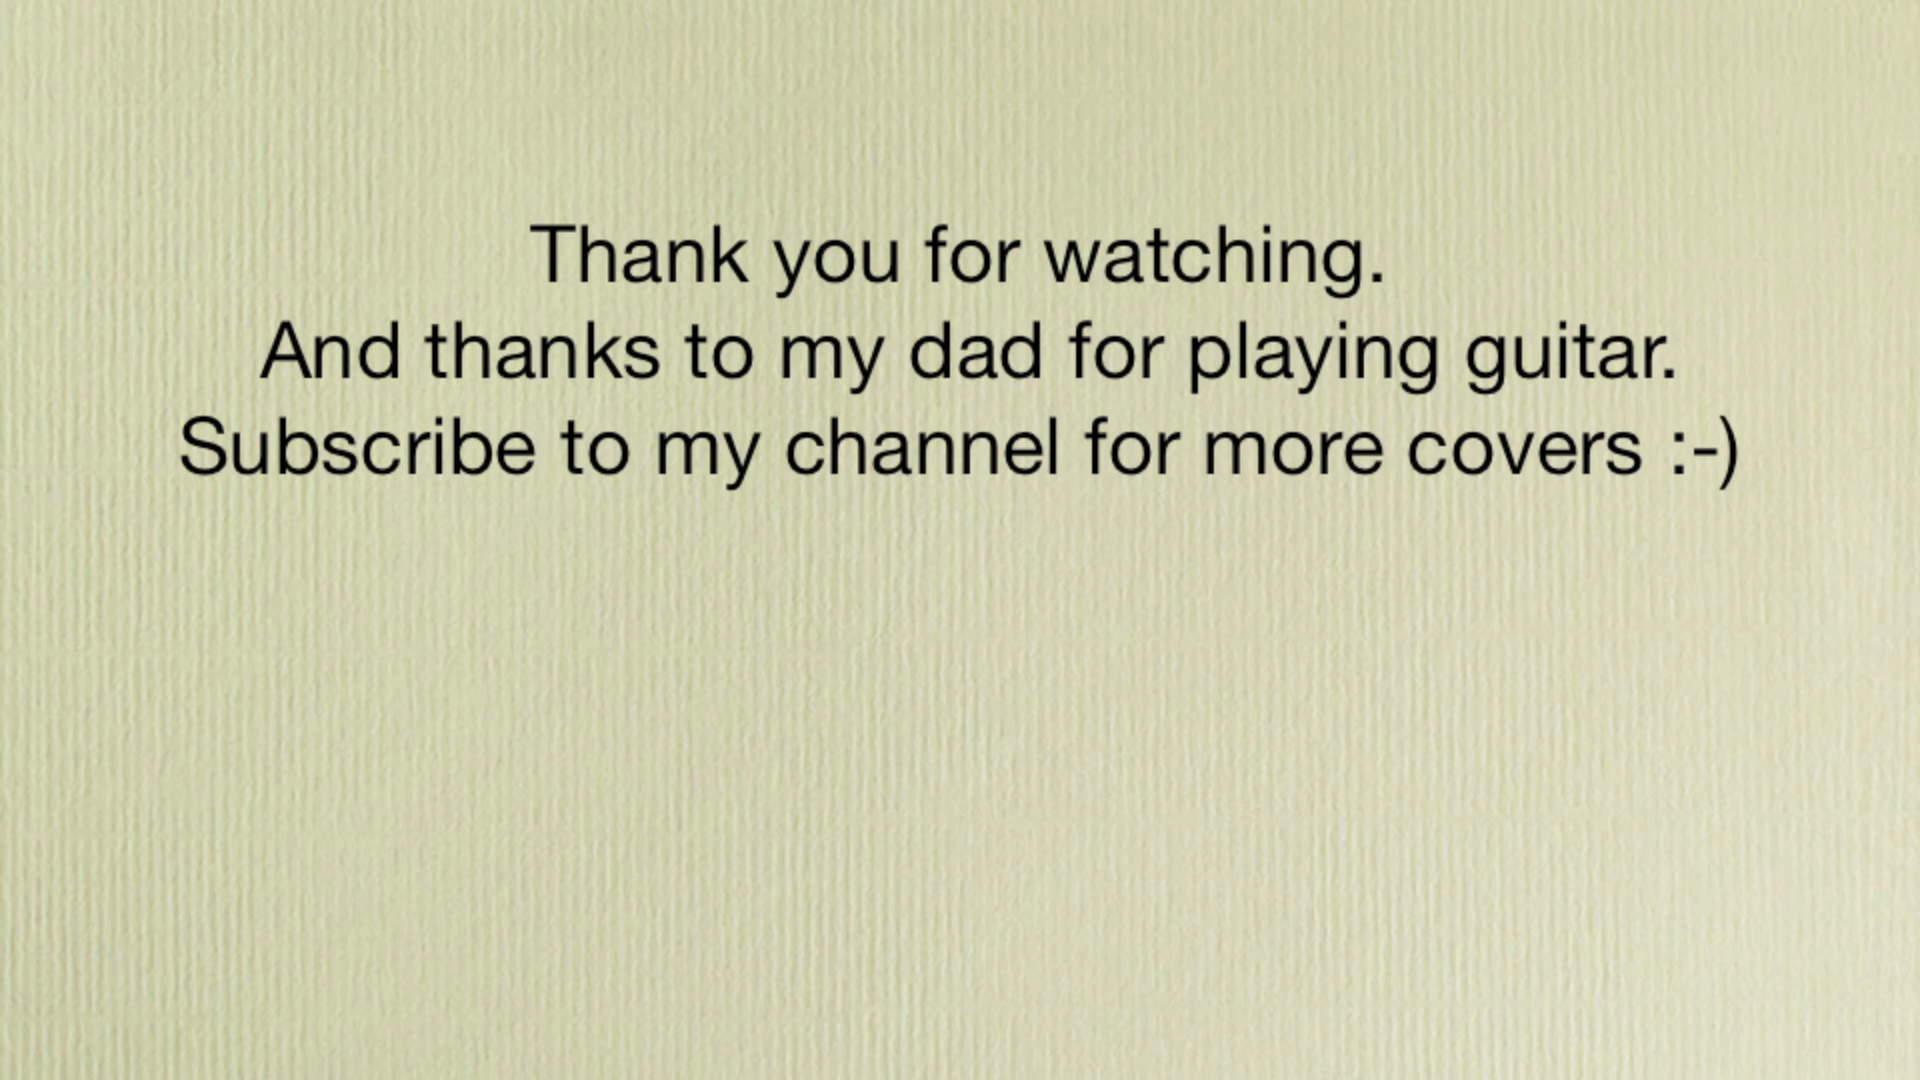 Thank you for watching.
And thanks to my dad for playing guitar.
Subscribe to my channel for more covers :-)